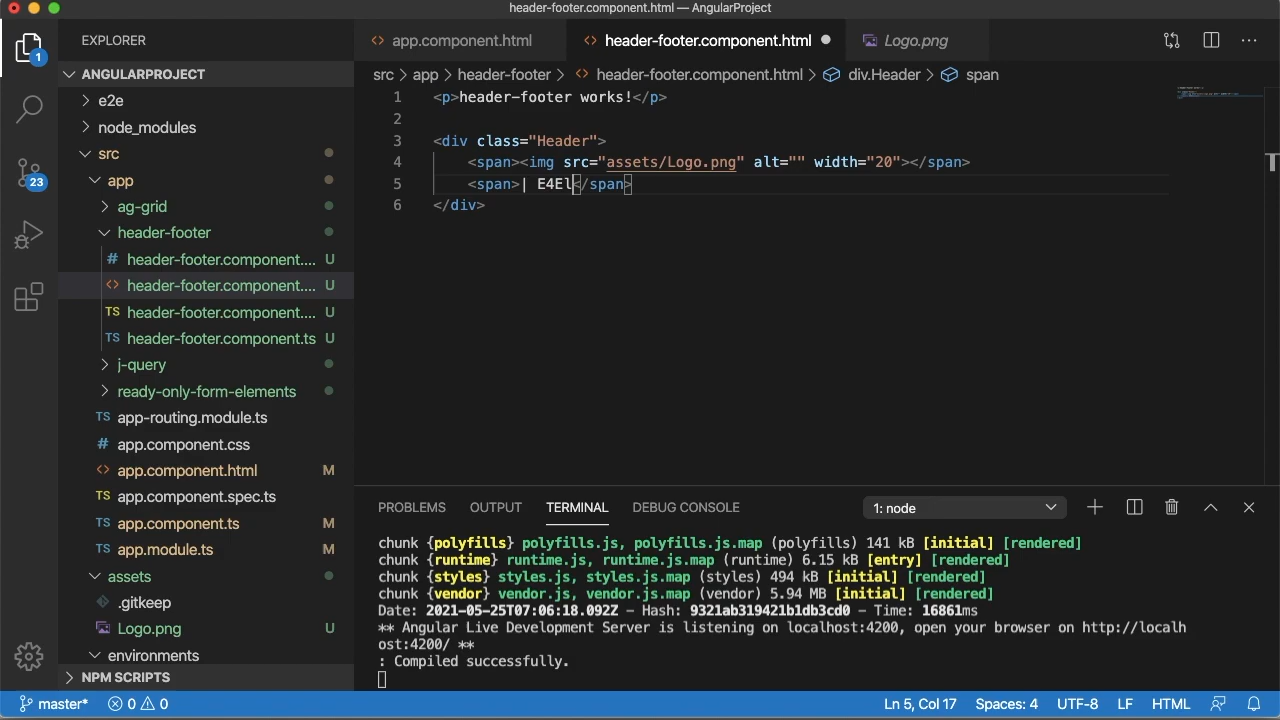 header-footer.component.html — AngularProject
EXPLORER
app.component.html
header-footer.component.html
Logo.png
1
ANGULARPROJECT
src > app > header-footer > header-footer.component.html > div.Header > span
e2e
node_modules
src
app
ag-grid
header-footer
header-footer.component.... U
header-footer.component.... U
TS header-footer.component.... U
TS header-footer.component.ts U
j-query
ready-only-form-elements
TS app-routing.module.ts
# app.component.css
app.component.html M
TS app.component.spec.ts
TS app.component.ts M
TS app.module.ts M
assets
.gitkeep
Logo.png U
environments
NPM SCRIPTS
23
1 <p>header-footer works!</p>
2
3 <div class="Header">
4 <span><img src="assets/Logo.png" alt="" width="20"></span>
5 <span>| E4El</span>
6 </div>
PROBLEMS OUTPUT TERMINAL DEBUG CONSOLE
1: node
chunk {polyfills} polyfills.js, polyfills.js.map (polyfills) 141 kB [initial] [rendered]
chunk {runtime} runtime.js, runtime.js.map (runtime) 6.15 kB [entry] [rendered]
chunk {styles} styles.js, styles.js.map (styles) 494 kB [initial] [rendered]
chunk {vendor} vendor.js, vendor.js.map (vendor) 5.94 MB [initial] [rendered]
Date: 2021-05-25T07:06:18.092Z - Hash: 9321ab319421b1db3cd0 - Time: 16861ms
** Angular Live Development Server is listening on localhost:4200, open your browser on http://localh
ost:4200/ **
: Compiled successfully.
master* 0 0
Ln 5, Col 17 Spaces: 4 UTF-8 LF HTML